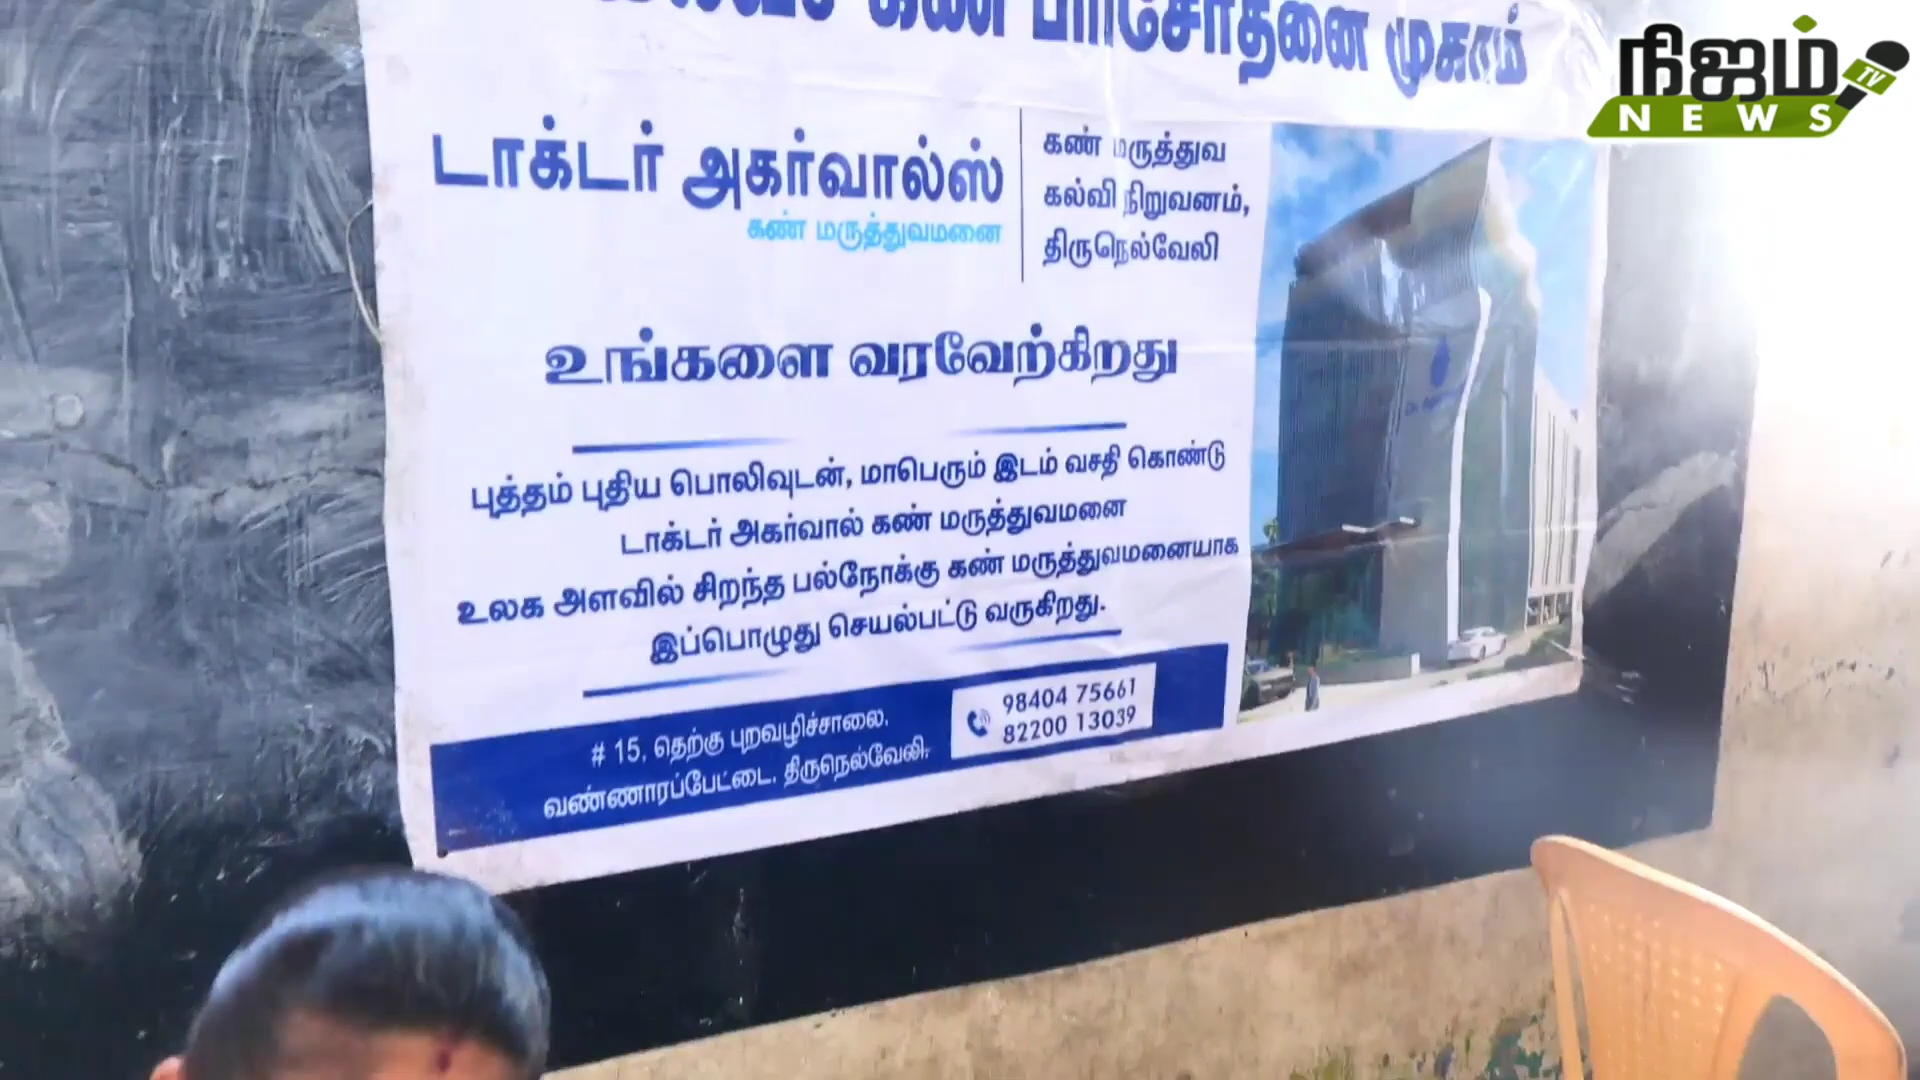 கண் பரிசோதனை முகாம்
நிஜம்
TV
NEWS
டாக்டர் அகர்வால்ஸ்
கண் மருத்துவமனை
கண் மருத்துவ
கல்வி நிறுவனம்,
திருநெல்வேலி
உங்களை வரவேற்கிறது
புத்தம் புதிய பொலிவுடன், மாபெரும் இடம் வசதி கொண்டு
டாக்டர் அகர்வால் கண் மருத்துவமனை
உலக அளவில் சிறந்த பல்நோக்கு கண் மருத்துவமனையாக
இப்பொழுது செயல்பட்டு வருகிறது.
# 15, தெற்கு புறவழிச்சாலை,
வண்ணாரப்பேட்டை, திருநெல்வேலி.
98404 75661
82200 13039